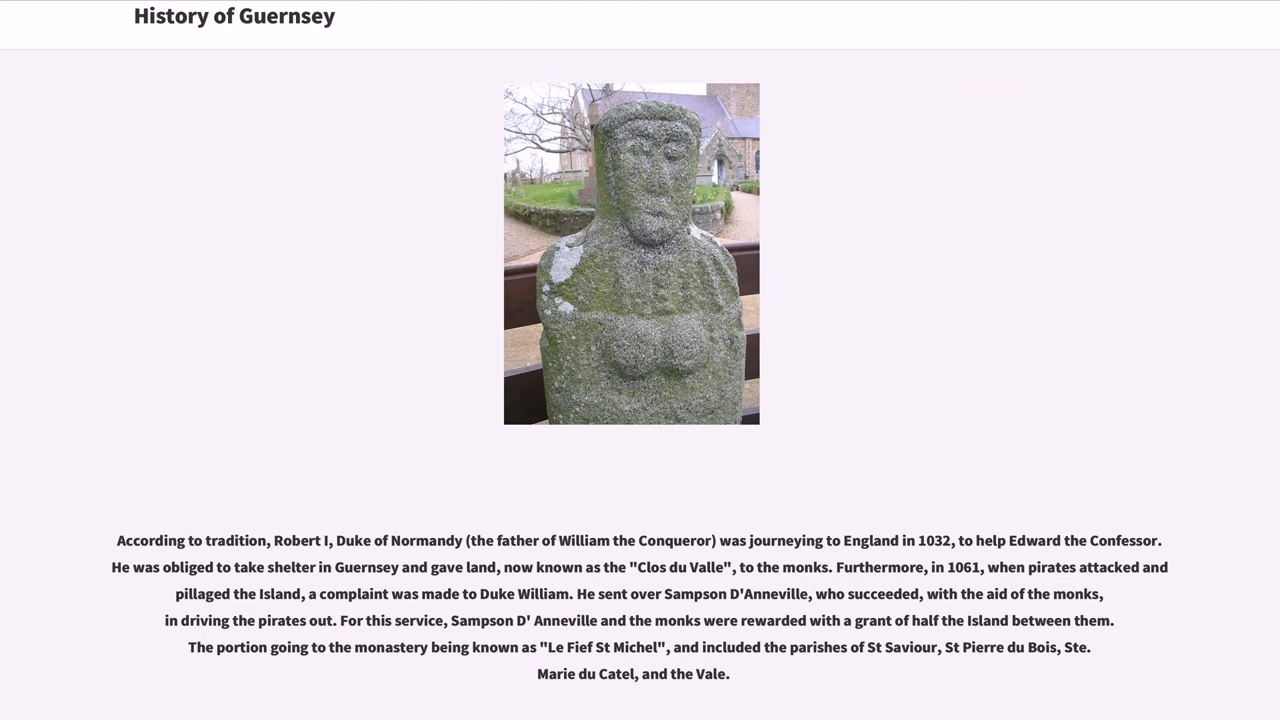 History of Guernsey
According to tradition, Robert I, Duke of Normandy (the father of William the Conqueror) was journeying to England in 1032, to help Edward the Confessor.
He was obliged to take shelter in Guernsey and gave land, now known as the "Clos du Valle", to the monks. Furthermore, in 1061, when pirates attacked and
pillaged the Island, a complaint was made to Duke William. He sent over Sampson D'Anneville, who succeeded, with the aid of the monks,
in driving the pirates out. For this service, Sampson D' Anneville and the monks were rewarded with a grant of half the Island between them.
The portion going to the monastery being known as "Le Fief St Michel", and included the parishes of St Saviour, St Pierre du Bois, Ste.
Marie du Catel, and the Vale.